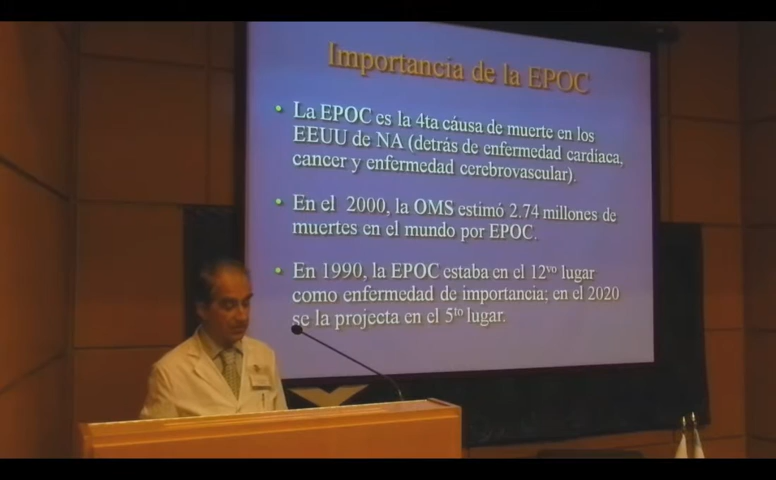 Importancia de la EPOC
• La EPOC es la 4ta cáusa de muerte en los
EEUU de NA (detrás de enfermedad cardiaca,
cancer y enfermedad cerebrovascular).
• En el 2000, la OMS estimó 2.74 millones de
muertes en el mundo por EPOC.
• En 1990, la EPOC estaba en el 12vo lugar
como enfermedad de importancia; en el 2020
se la projecta en el 5to lugar.